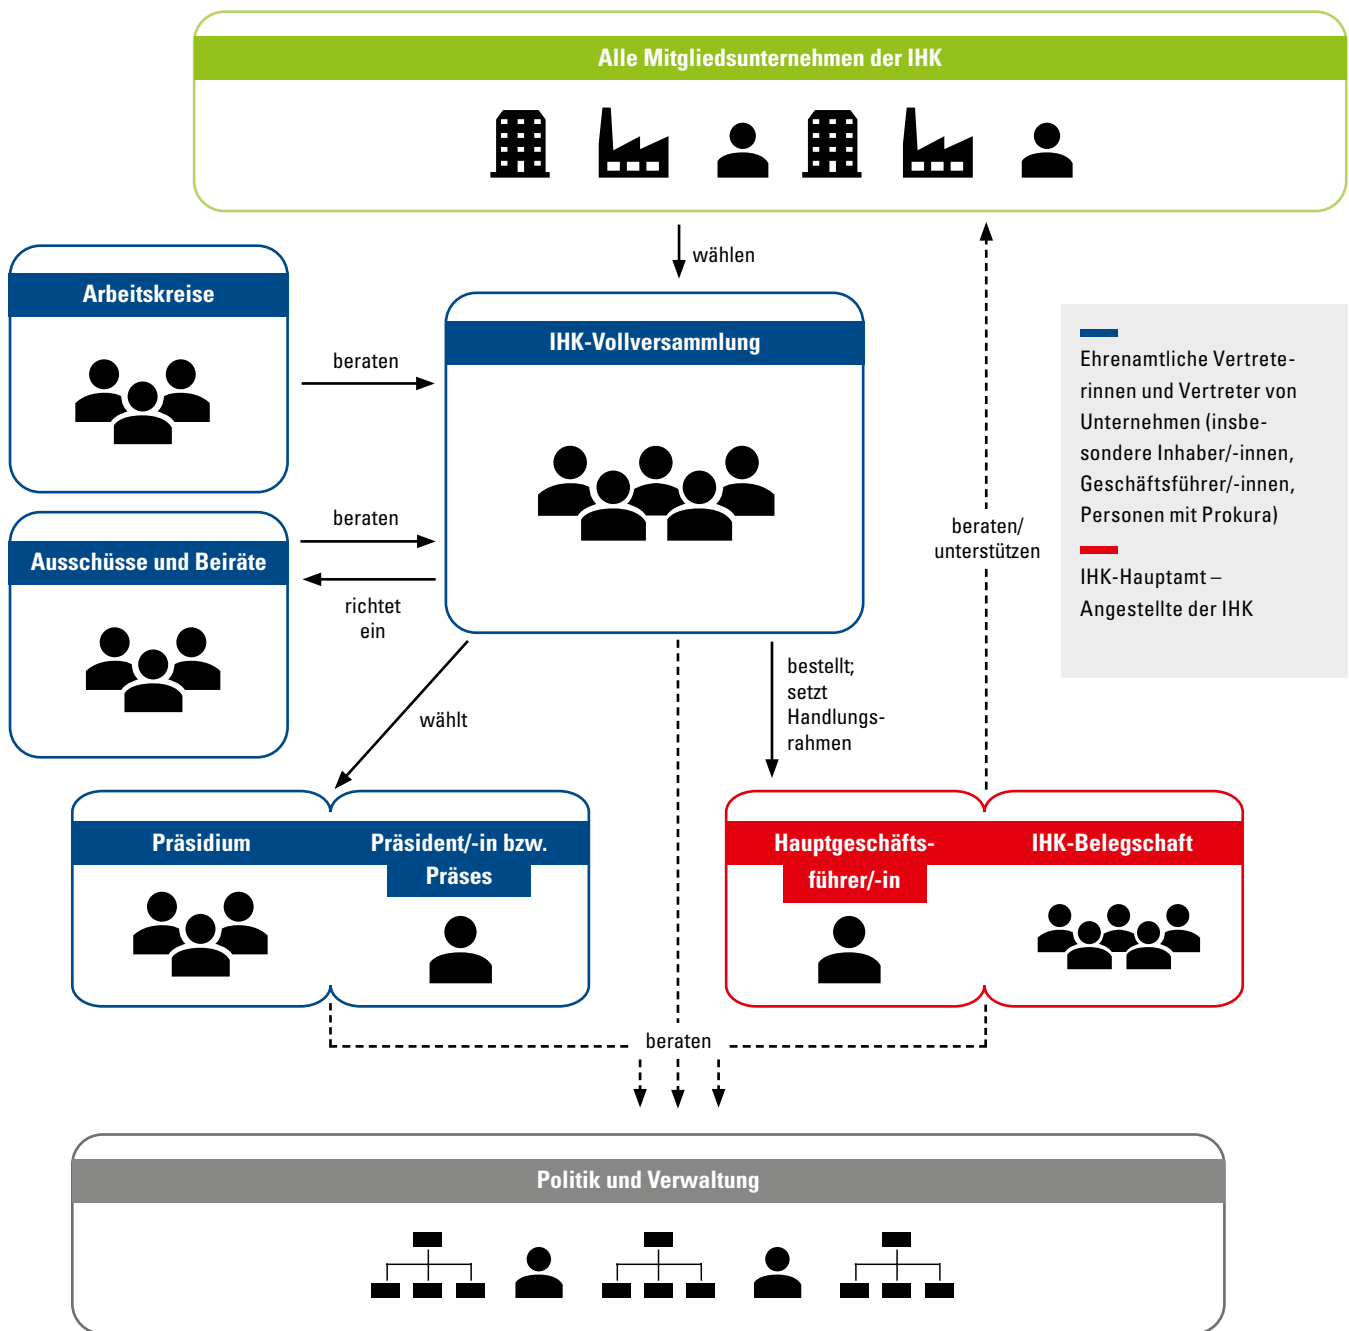 Alle Mitgliedsunternehmen der IHK
wählen
Arbeitskreise
beraten
IHK-Vollversammlung
Ehrenamtliche Vertrete-
rinnen und Vertreter von
Unternehmen (insbe-
sondere Inhaber/-innen,
Geschäftsführer/-innen,
Personen mit Prokura)
IHK-Hauptamt –
Angestellte der IHK
beraten
Ausschüsse und Beiräte
richtet
ein
beraten/
unterstützen
wählt
bestellt;
setzt
Handlungs-
rahmen
Präsidium
Präsident/-in bzw.
Präses
Hauptgeschäfts-
führer/-in
IHK-Belegschaft
beraten
Politik und Verwaltung